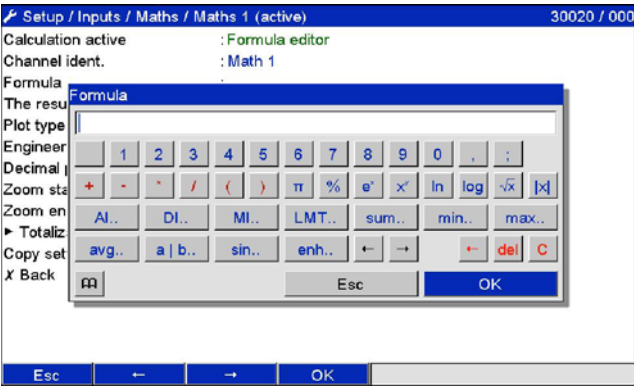 Setup / Inputs / Maths / Maths 1 (active) 30020 / 000
Calculation active : Formula editor
Channel ident. : Math 1
Formula :
The resu
Plot type
Engineer
Decimal
Zoom sta
Zoom en
► Totaliz
Copy set
X Back
Formula
1 2 3 4 5 6 7 8 9 0 , ;
+ - * / ( ) π % eˣ xʸ ln log √x |x|
AI.. DI.. MI.. LMT.. sum.. min.. max..
avg.. a | b.. sin.. enh.. ← → ← del C
Esc OK
Esc ← → OK